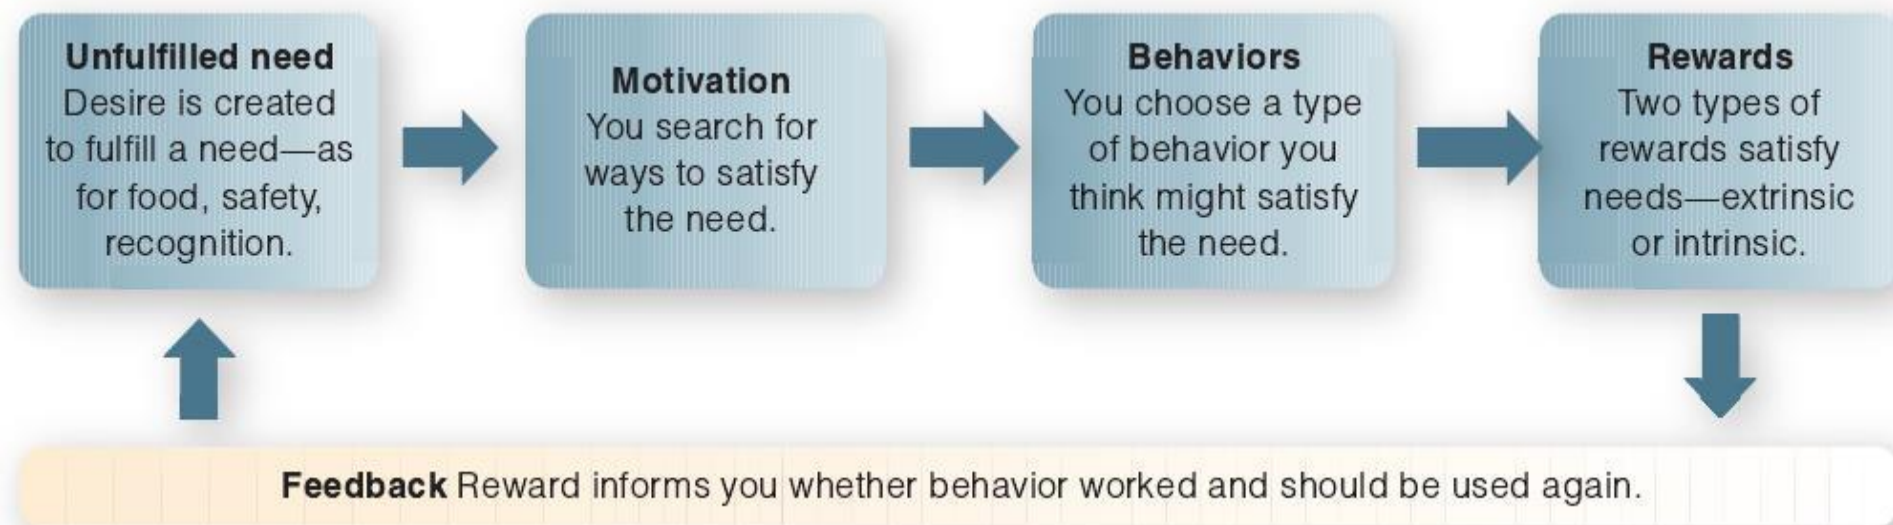 Unfulfilled need
Desire is created
to fulfill a need—as
for food, safety,
recognition.
Motivation
You search for
ways to satisfy
the need.
Behaviors
You choose a type
of behavior you
think might satisfy
the need.
Rewards
Two types of
rewards satisfy
needs—extrinsic
or intrinsic.
Feedback Reward informs you whether behavior worked and should be used again.